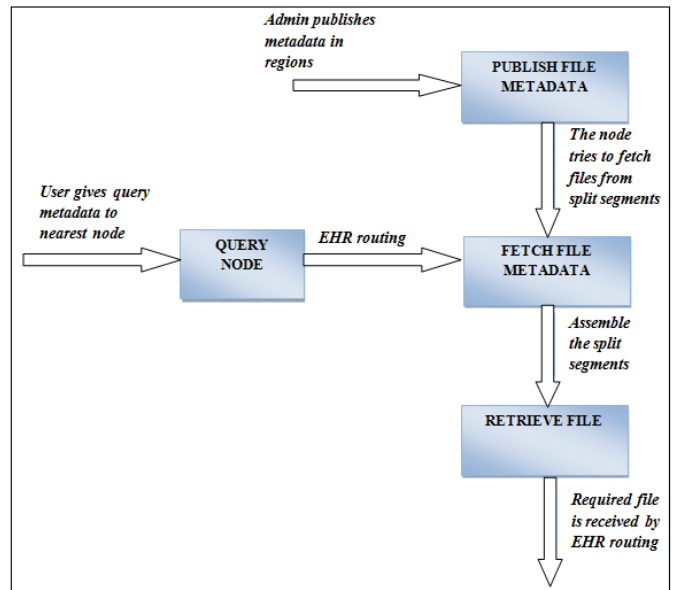 Admin publishes
metadata in
regions
PUBLISH FILE
METADATA
The node
tries to fetch
files from
split segments
User gives query
metadata to
nearest node
QUERY
NODE
EHR routing
FETCH FILE
METADATA
Assemble
the split
segments
RETRIEVE FILE
Required file
is received by
EHR routing